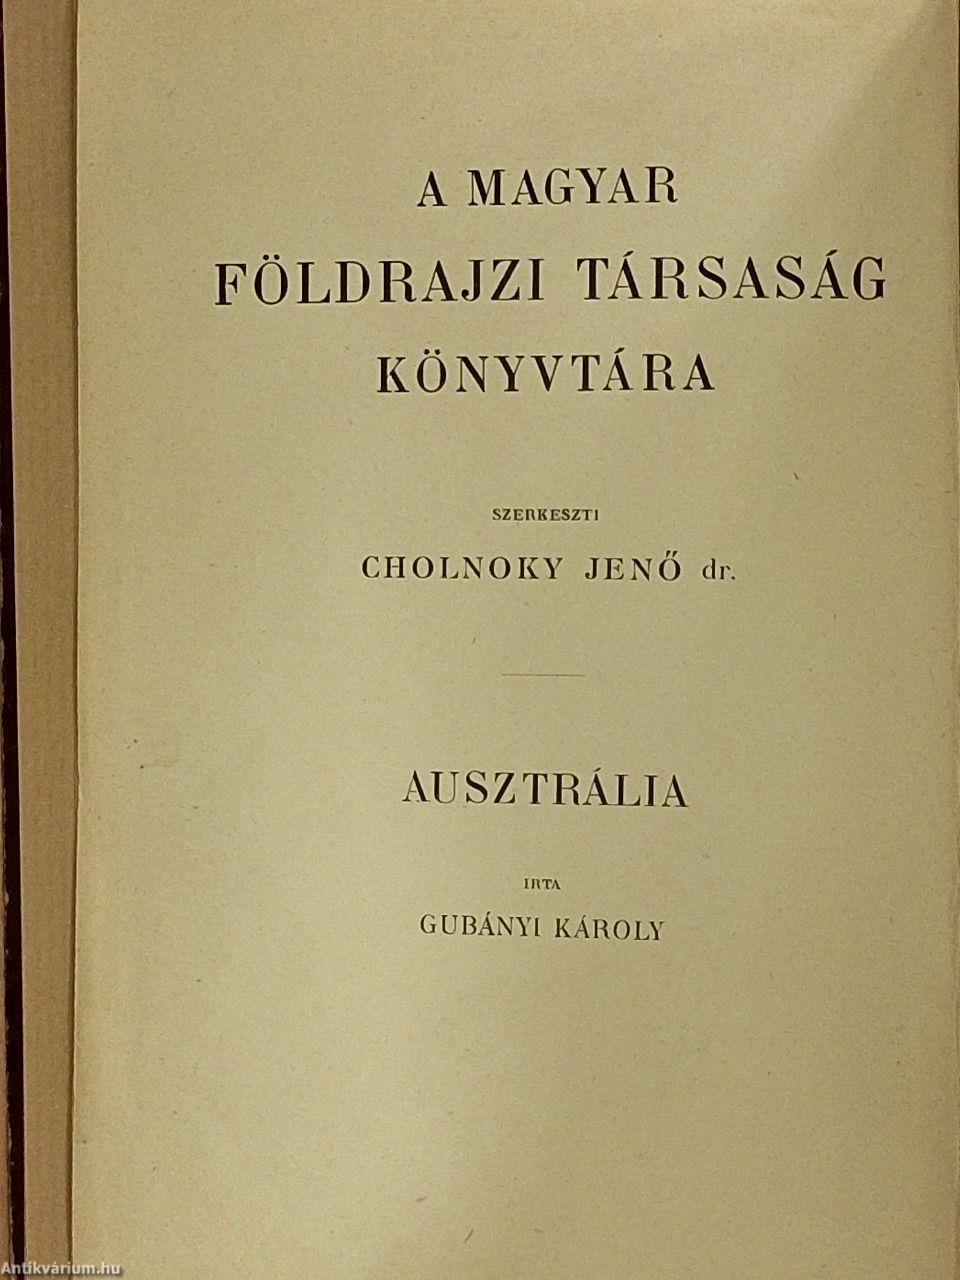 A MAGYAR
FÖLDRAJZI TÁRSASÁG
KÖNYVTÁRA
SZERKESZTI
CHOLNOKY JENŐ dr.
AUSZTRÁLIA
IRTA
GUBÁNYI KÁROLY
Antikvárium.hu